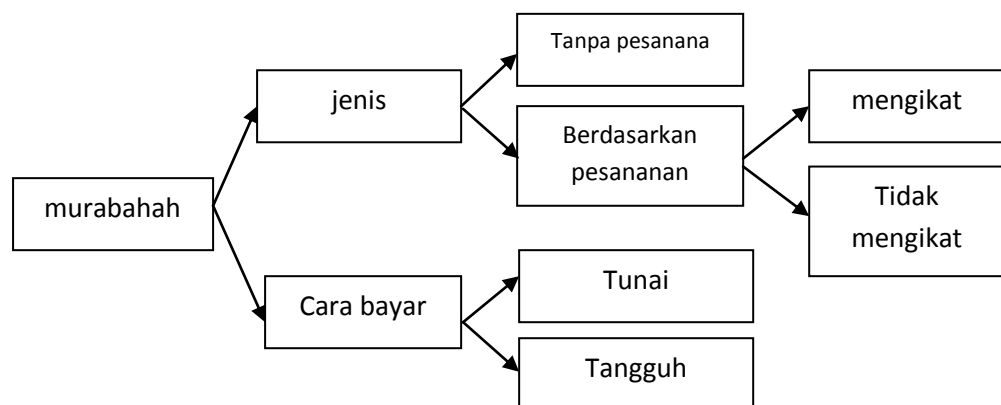 murabahah
jenis
Cara bayar
Tanpa pesanana
Berdasarkan
pesananan
Tunai
Tangguh
mengikat
Tidak
mengikat